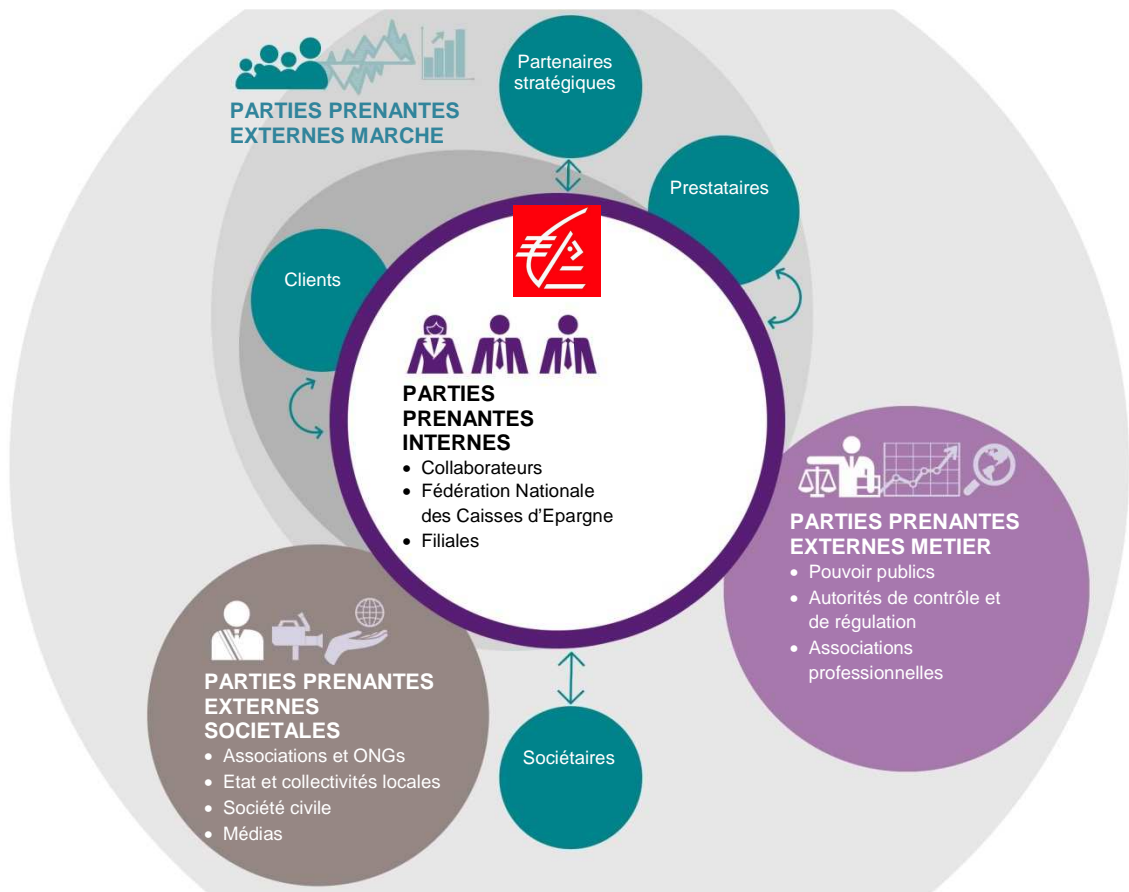 PARTIES PRENANTES
EXTERNES MARCHE
Partenaires
stratégiques
Prestataires
Clients
PARTIES
PRENANTES
INTERNES
• Collaborateurs
• Fédération Nationale
des Caisses d'Epargne
• Filiales
PARTIES PRENANTES
EXTERNES METIER
• Pouvoir publics
• Autorités de contrôle et
de régulation
• Associations
professionnelles
PARTIES PRENANTES
EXTERNES
SOCIETALES
• Associations et ONGs
• Etat et collectivités locales
• Société civile
• Médias
Sociétaires